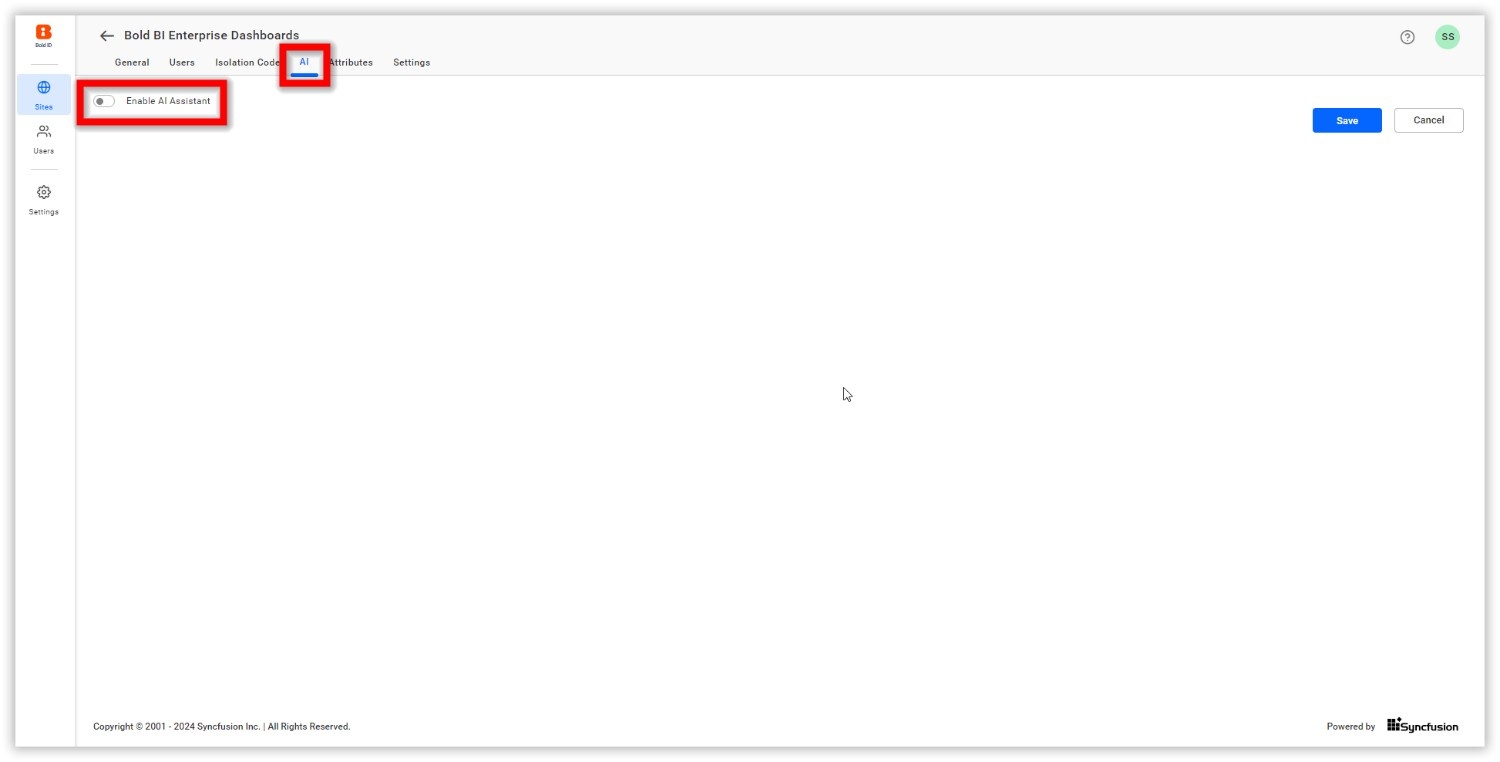 Bold ID
Bold BI Enterprise Dashboards
SS
General Users Isolation Code AI Attributes Settings
Sites
Enable AI Assistant
Save Cancel
Users
Settings
Copyright © 2001 - 2024 Syncfusion Inc. | All Rights Reserved.
Powered by Syncfusion